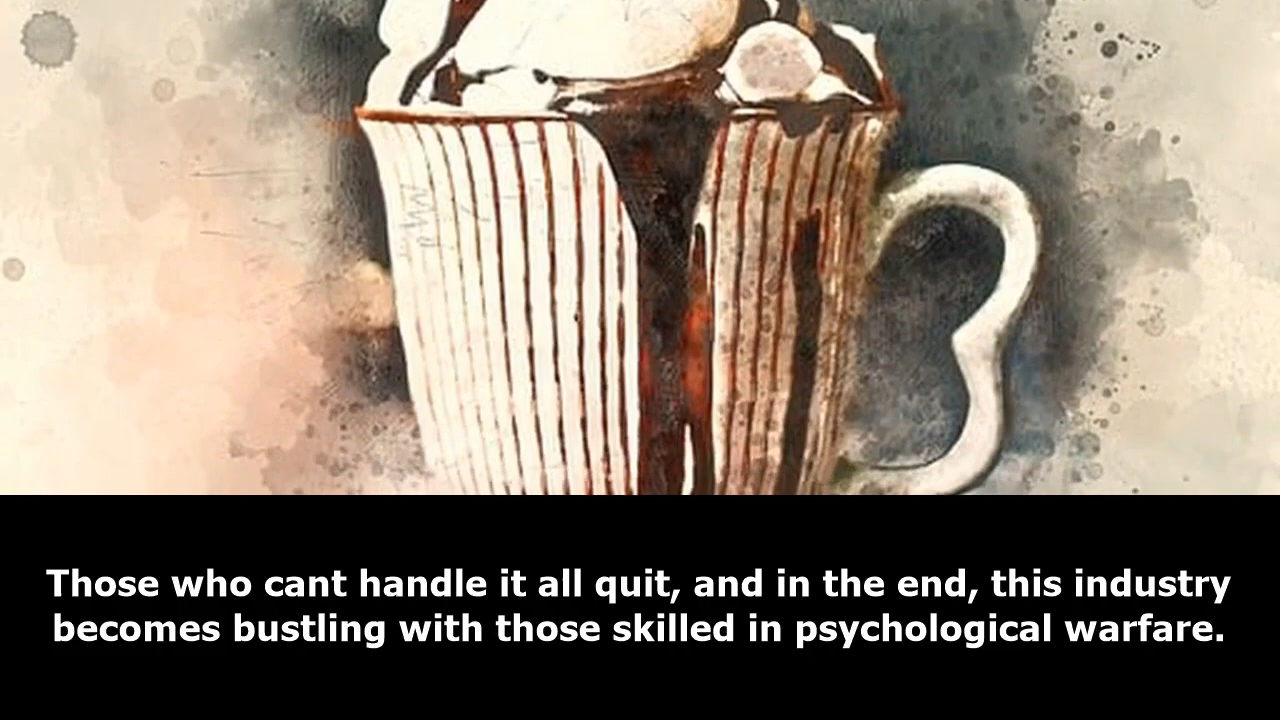 Those who cant handle it all quit, and in the end, this industry
becomes bustling with those skilled in psychological warfare.